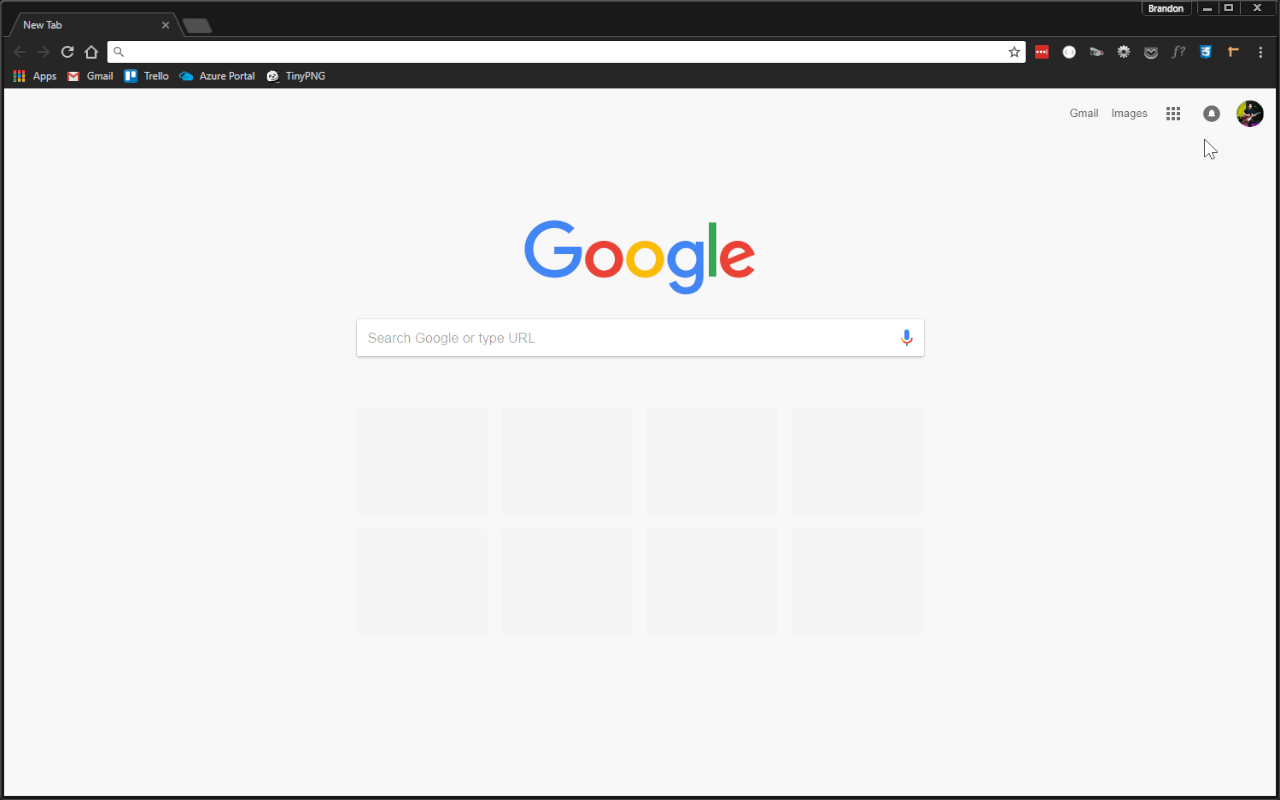 Brandon
New Tab
f?
Apps Gmail Trello Azure Portal TinyPNG
Gmail Images
Google
Search Google or type URL